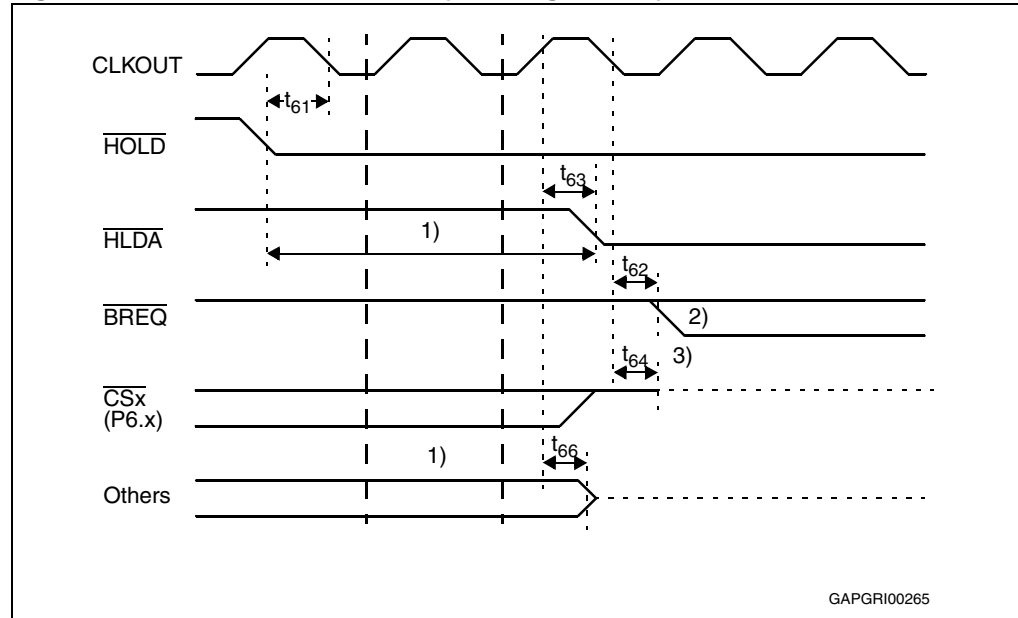 CLKOUT
t61
HOLD
t63
HLDA
1)
t62
BREQ
2)
t64
3)
CSx
(P6.x)
1)
t66
Others
GAPGRI00265